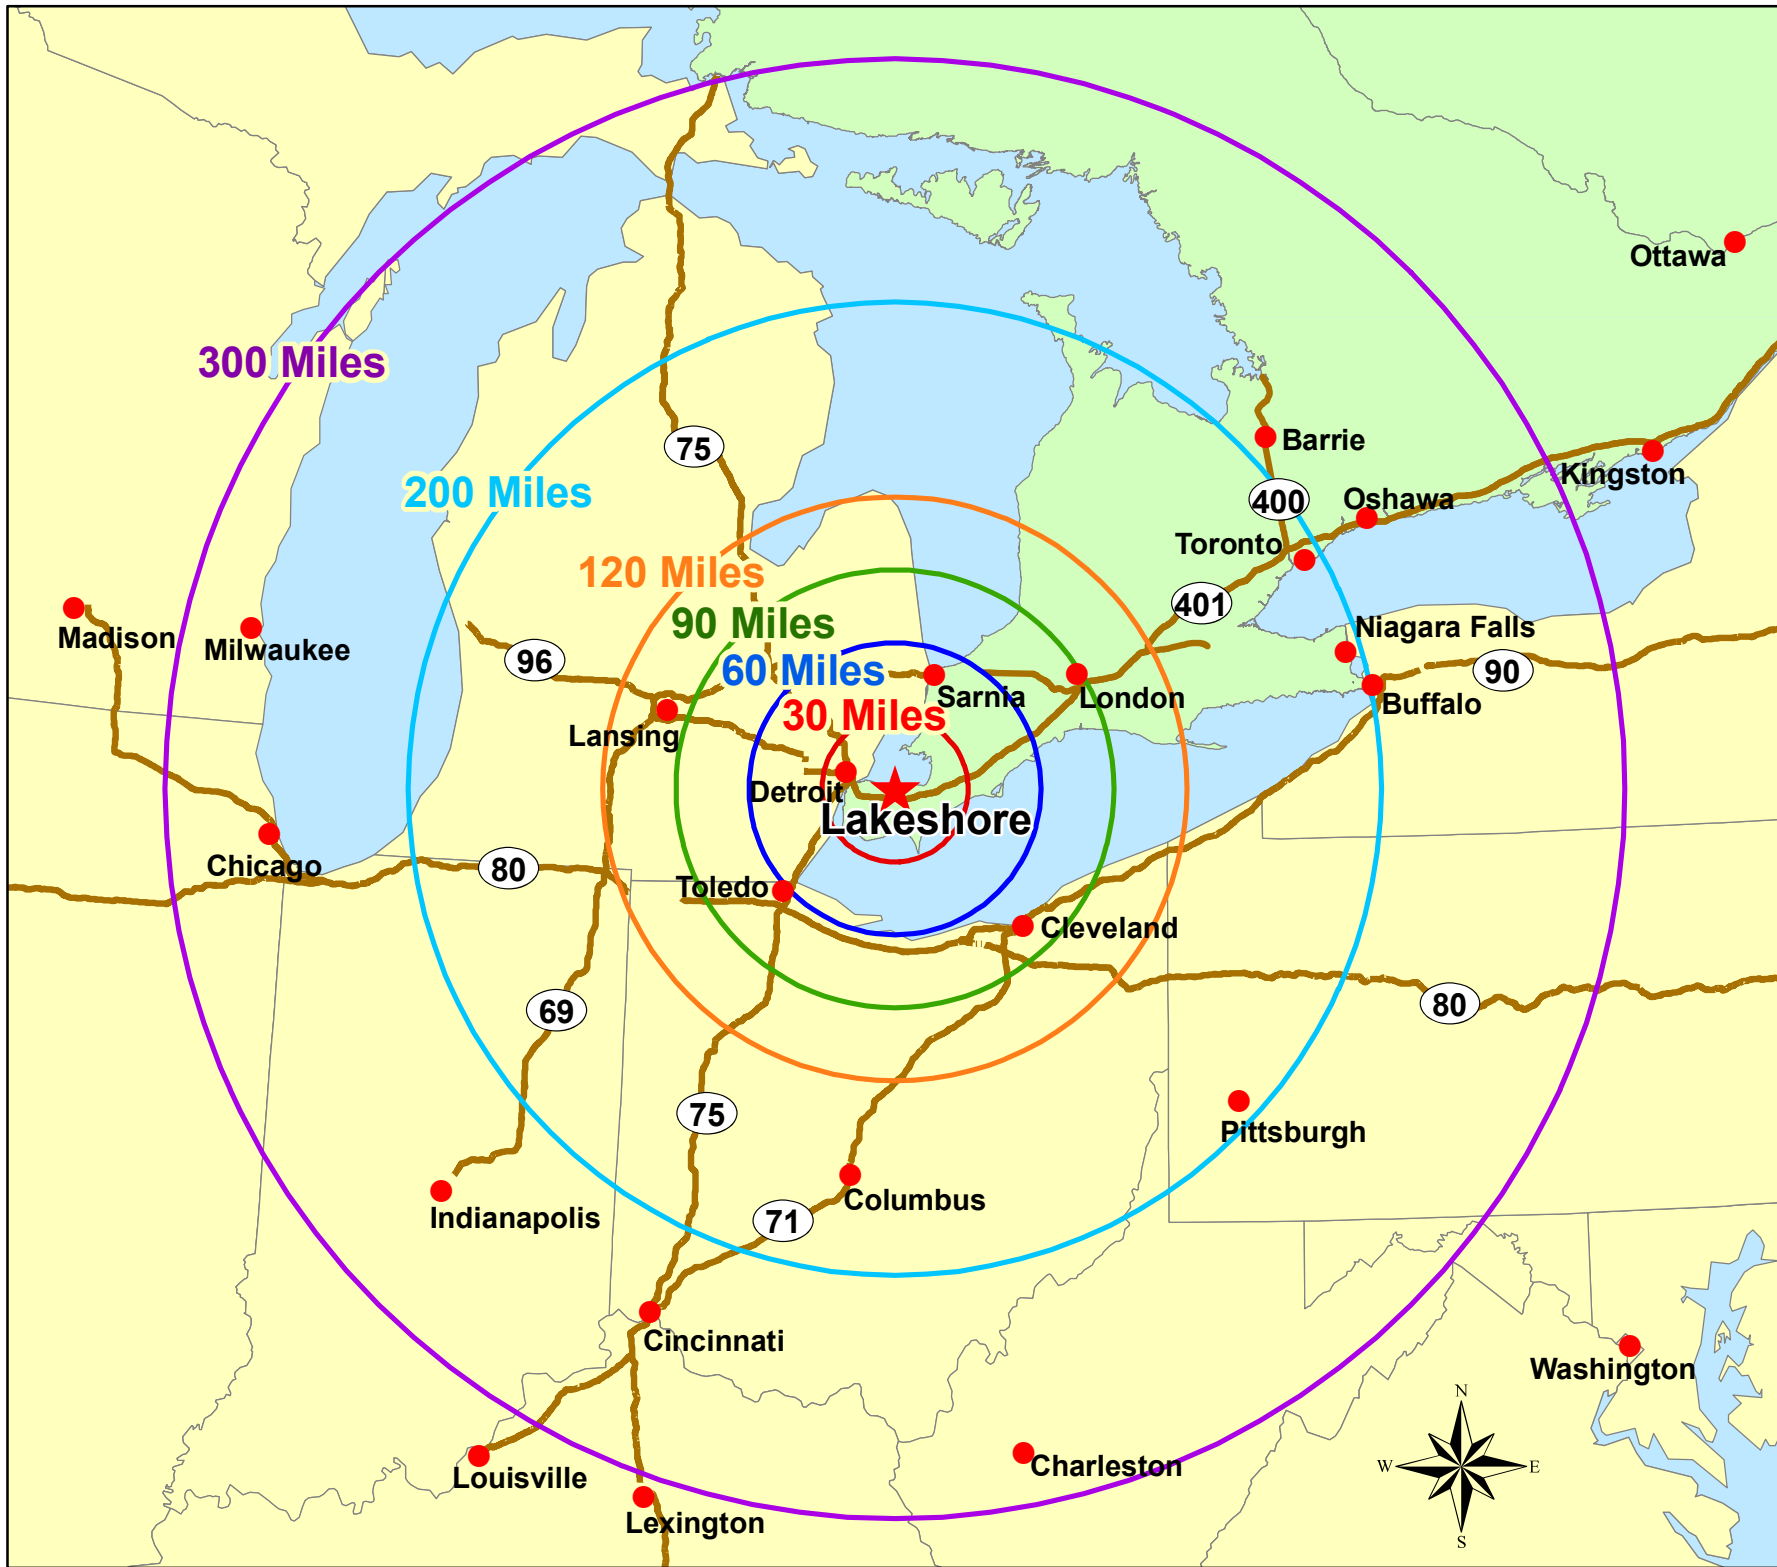 Ottawa
300 Miles
Barrie
75
Kingston
200 Miles
400
Oshawa
Toronto
120 Miles
401
Madison
90 Miles
Niagara Falls
Milwaukee
96
60 Miles
90
Sarnia
London
Buffalo
30 Miles
Lansing
Detroit
Lakeshore
Chicago
80
Toledo
Cleveland
69
80
75
Pittsburgh
Columbus
Indianapolis
71
Cincinnati
Washington
N
W
E
S
Charleston
Louisville
Lexington